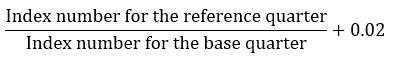 Index number for the reference quarter
Index number for the base quarter + 0.02